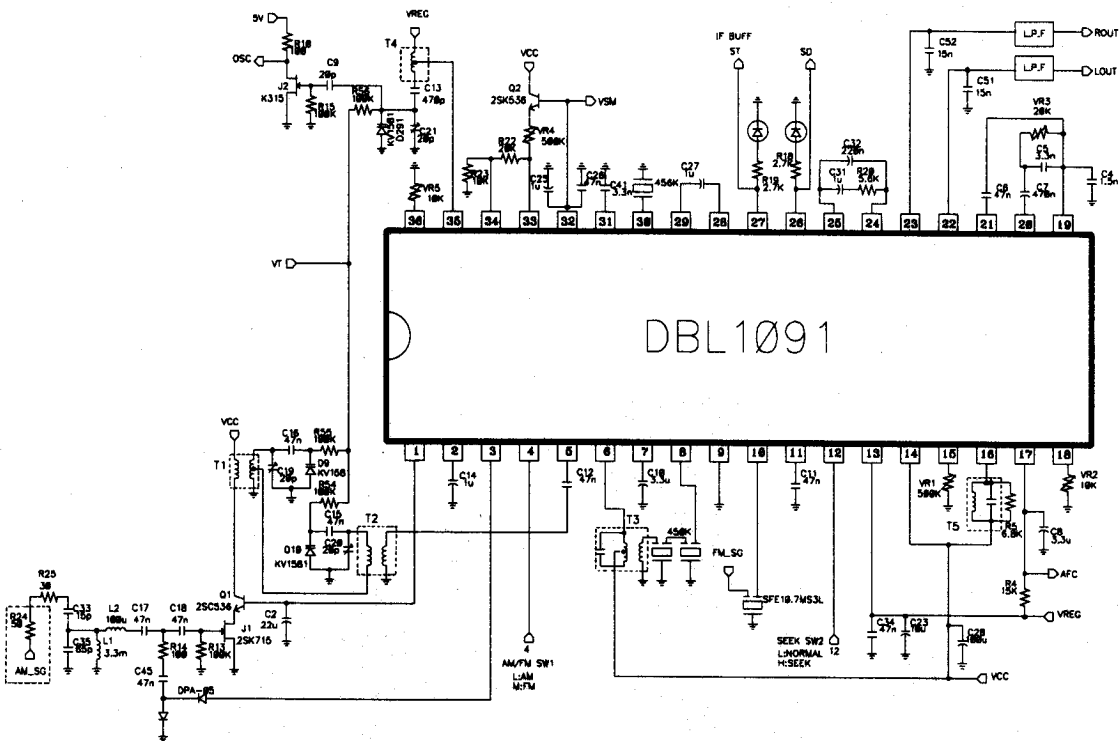 5V
R16
OSC
J2
K315
R15
100K
C9
20p
VREG
T4
R56
100K
KV1561
D291
C13
470p
C21
20p
VR5
10K
VCC
Q2
2SK536
VSM
VR4
500K
R22
20K
R23
10K
C25
1u
C26
47n
C41
3.3n
456K
C27
1u
IF BUFF
ST
SD
R19
2.7K
R18
2.7K
C32
220n
C31
1u
R20
5.6K
C52
15n
C51
15n
L.P.F
L.P.F
ROUT
LOUT
VR3
20K
C5
3.3n
C6
47n
C7
470n
C4
1.5n
36
35
34
33
32
31
30
29
28
27
26
25
24
23
22
21
20
19
VT
DBL1091
1
2
3
4
5
6
7
8
9
10
11
12
13
14
15
16
17
18
VCC
T1
C16
47n
R55
100K
C19
20p
D9
KV156
R54
100K
C15
47n
C20
20p
D10
KV1561
T2
C14
1u
C12
47n
C10
3.3u
C11
47n
T3
450K
FM_SG
SFE10.7MS3L
VR1
500K
T5
R5
6.8K
VR2
10K
C8
3.3u
AFC
R4
15K
VREG
C34
47n
C23
10u
C28
100u
VCC
R25
30
R24
50
AM_SG
C33
15p
C35
65p
L2
100u
L1
3.3m
C17
47n
C18
47n
R14
100
R13
100K
Q1
2SC536
J1
2SK715
C2
22u
C45
47n
DPA-05
4
AM/FM SW1
L:AM
M:FM
SEEK SW2
L:NORMAL
H:SEEK
12